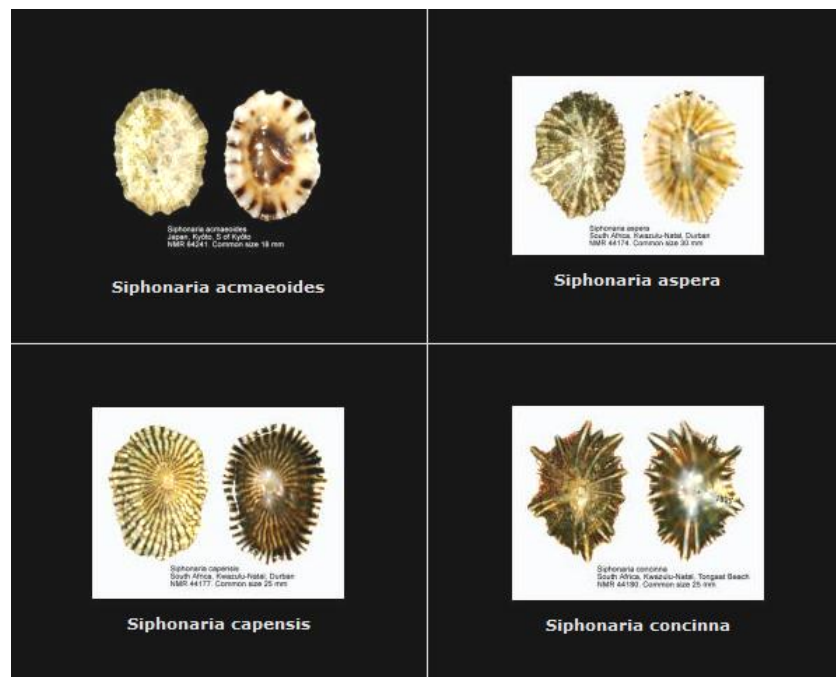 Siphonaria acmaeoides
Japan, Kyōto, S of Kyōto
NMR 64241. Common size 18 mm
Siphonaria acmaeoides
Siphonaria aspera
South Africa, Kwazulu-Natal, Durban
NMR 44174. Common size 30 mm
Siphonaria aspera
Siphonaria capensis
South Africa, Kwazulu-Natal, Durban
NMR 44177. Common size 25 mm
Siphonaria capensis
Siphonaria concinna
South Africa, Kwazulu-Natal, Tongaat Beach
NMR 44180. Common size 25 mm
Siphonaria concinna